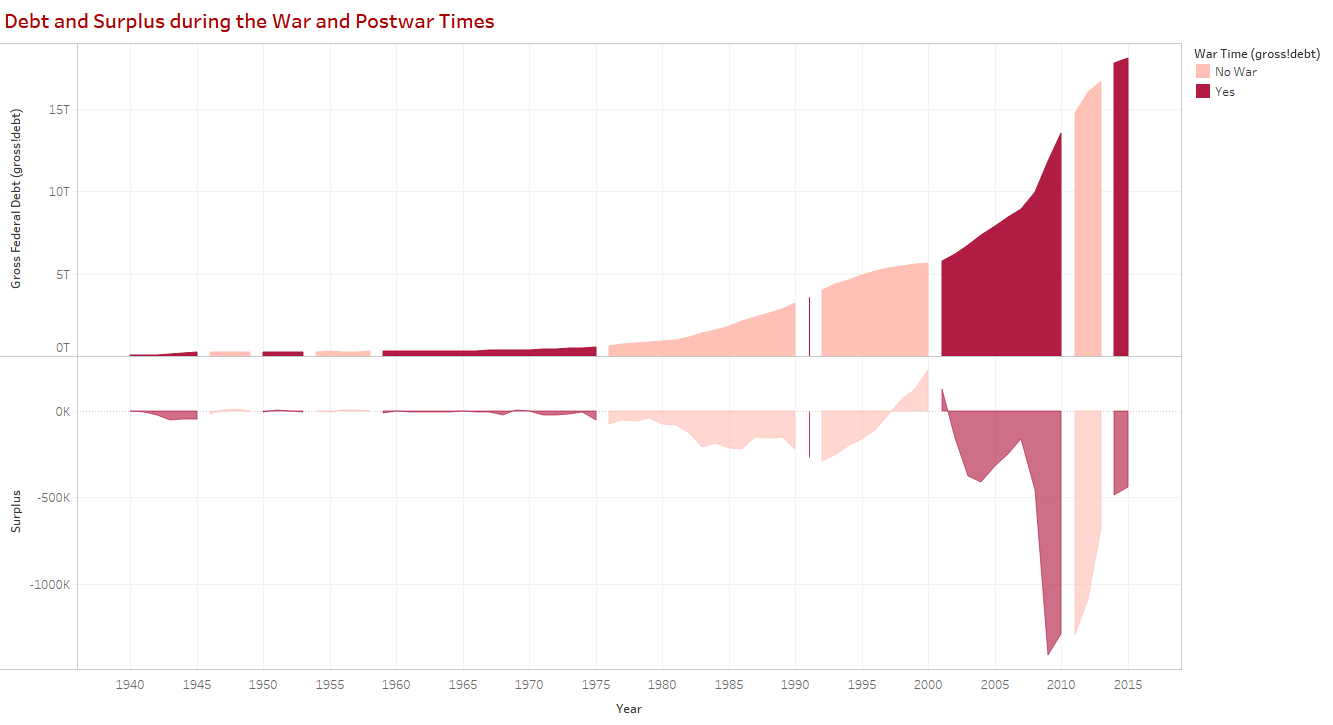 Debt and Surplus during the War and Postwar Times
War Time (gross!debt)
No War
Yes
Gross Federal Debt (gross!debt)
15T
10T
5T
0T
Surplus
0K
-500K
-1000K
1940 1945 1950 1955 1960 1965 1970 1975 1980 1985 1990 1995 2000 2005 2010 2015
Year